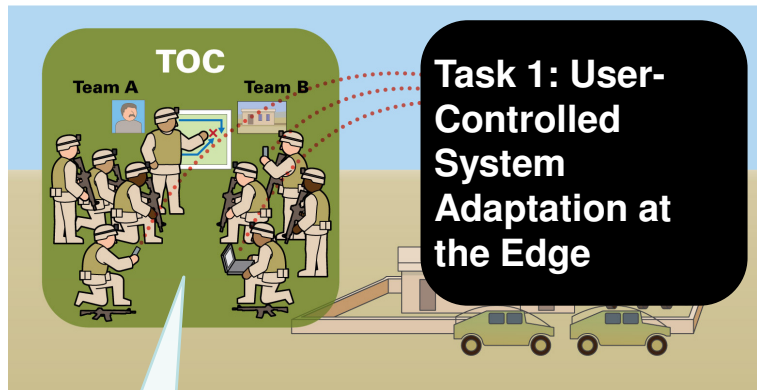 TOC
Team A
Team B
Task 1: User-
Controlled
System
Adaptation at
the Edge